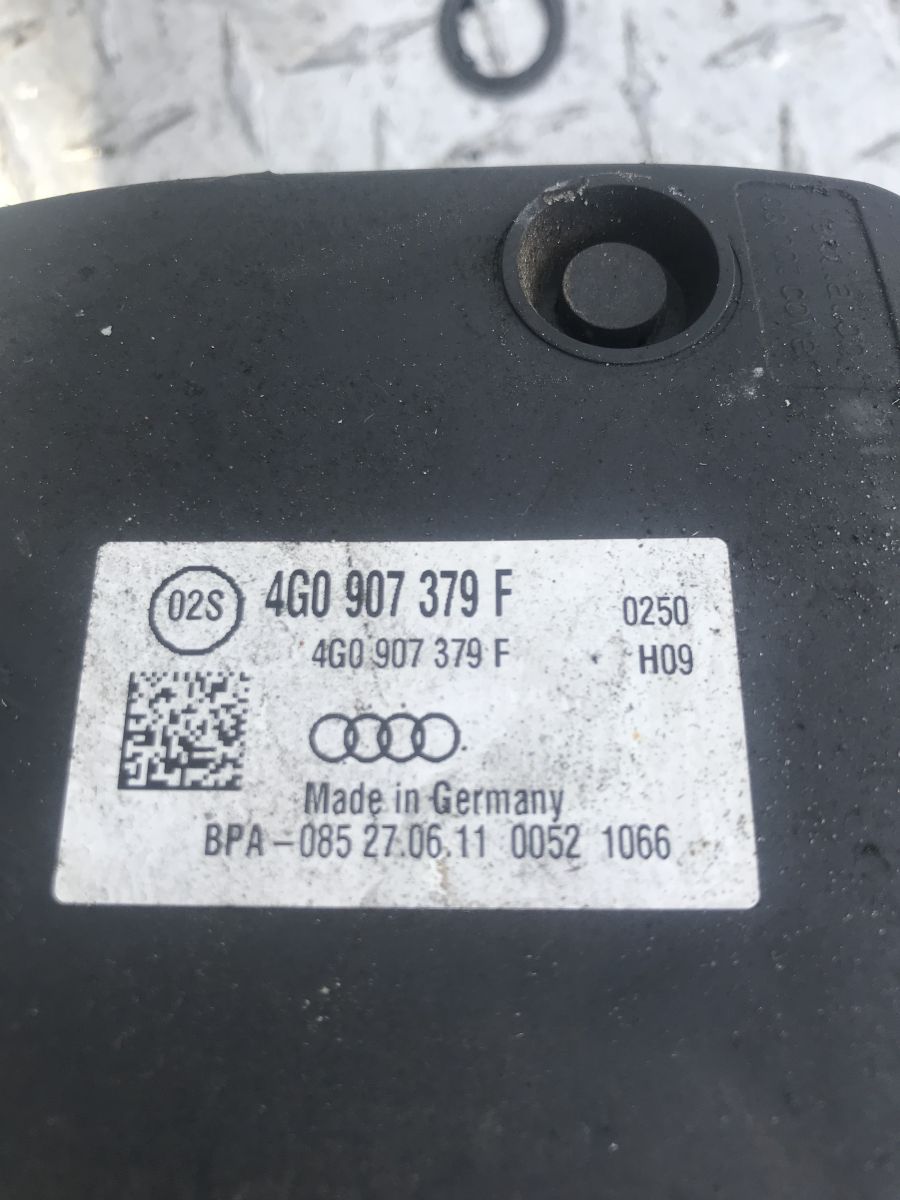 02S 4G0 907 379 F 0250
4G0 907 379 F H09
Made in Germany
BPA-085 27.06.11 0052 1066